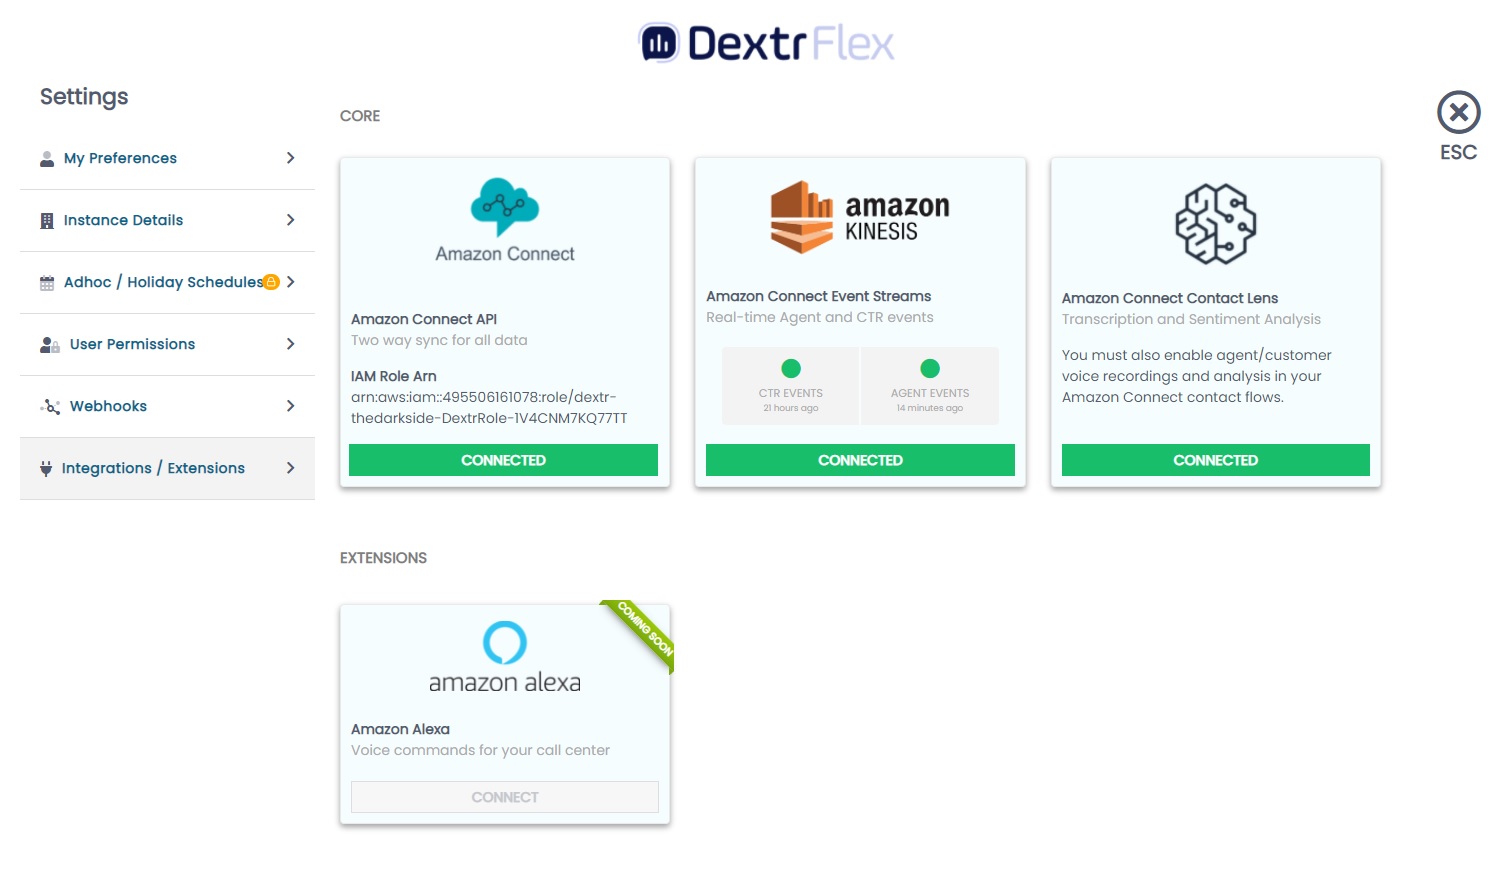 DextrFlex
Settings
ESC
My Preferences
Instance Details
Adhoc / Holiday Schedules
User Permissions
Webhooks
Integrations / Extensions
CORE
Amazon Connect
Amazon Connect API
Two way sync for all data
IAM Role Arn
arn:aws:iam::495506161078:role/dextr-
thedarkside-DextrRole-1V4CNM7KQ77TT
CONNECTED
amazon
KINESIS
Amazon Connect Event Streams
Real-time Agent and CTR events
CTR EVENTS
21 hours ago
AGENT EVENTS
14 minutes ago
CONNECTED
Amazon Connect Contact Lens
Transcription and Sentiment Analysis
You must also enable agent/customer
voice recordings and analysis in your
Amazon Connect contact flows.
CONNECTED
EXTENSIONS
COMING SOON
amazon alexa
Amazon Alexa
Voice commands for your call center
CONNECT